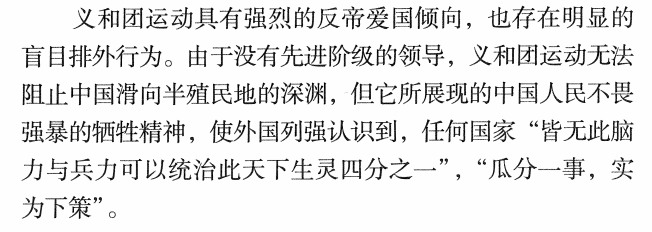 义和团运动具有强烈的反帝爱国倾向，也存在明显的
盲目排外行为。由于没有先进阶级的领导，义和团运动无法
阻止中国滑向半殖民地的深渊，但它所展现的中国人民不畏
强暴的牺牲精神，使外国列强认识到，任何国家“皆无此脑
力与兵力可以统治此天下生灵四分之一”，“瓜分一事，实
为下策”。